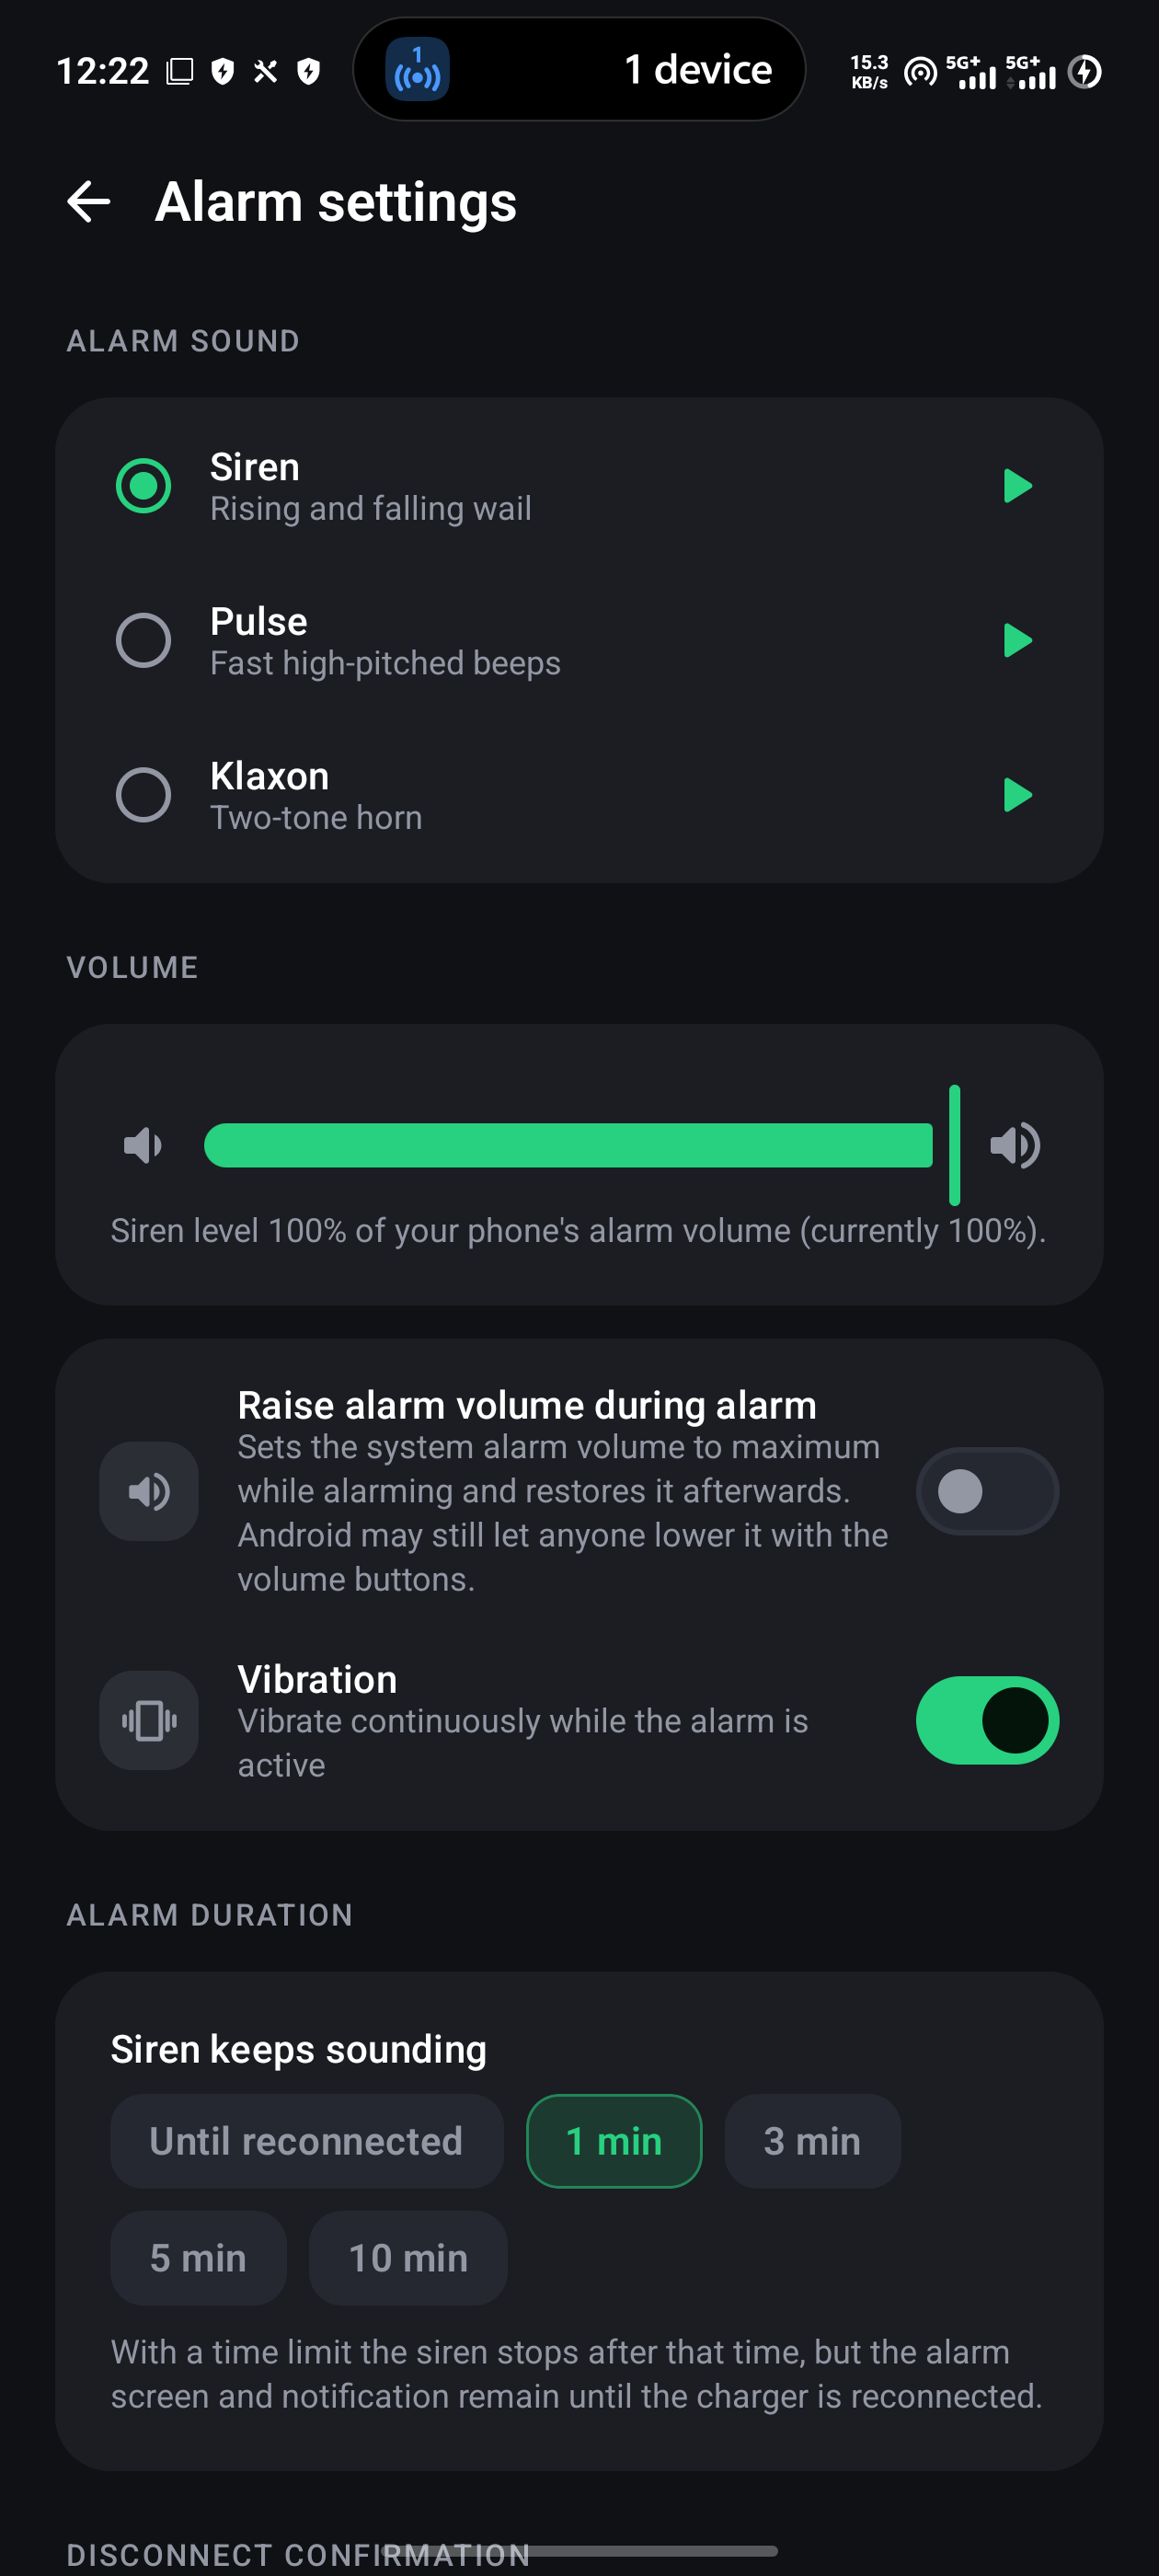 12:22
1
1 device
15.3
KB/s
5G+
5G+
Alarm settings
ALARM SOUND
Siren
Rising and falling wail
Pulse
Fast high-pitched beeps
Klaxon
Two-tone horn
VOLUME
Siren level 100% of your phone's alarm volume (currently 100%).
Raise alarm volume during alarm
Sets the system alarm volume to maximum
while alarming and restores it afterwards.
Android may still let anyone lower it with the
volume buttons.
Vibration
Vibrate continuously while the alarm is
active
ALARM DURATION
Siren keeps sounding
Until reconnected
1 min
3 min
5 min
10 min
With a time limit the siren stops after that time, but the alarm
screen and notification remain until the charger is reconnected.
DISCONNECT CONFIRMATION